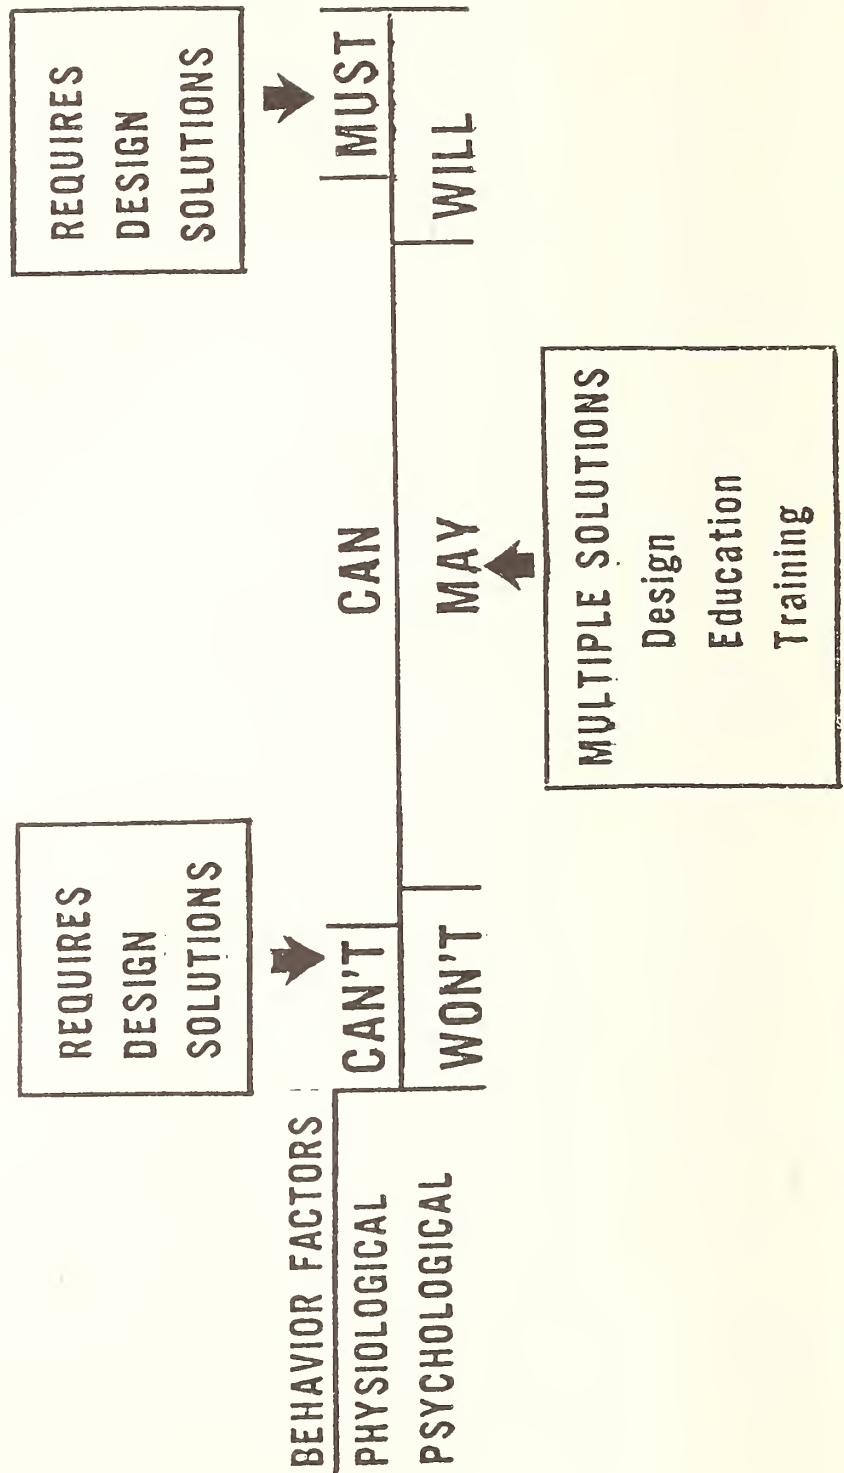 REQUIRES
DESIGN
SOLUTIONS
REQUIRES
DESIGN
SOLUTIONS
BEHAVIOR FACTORS
PHYSIOLOGICAL
CAN'T
CAN
MUST
PSYCHOLOGICAL
WON'T
MAY
WILL
MULTIPLE SOLUTIONS
Design
Education
Training